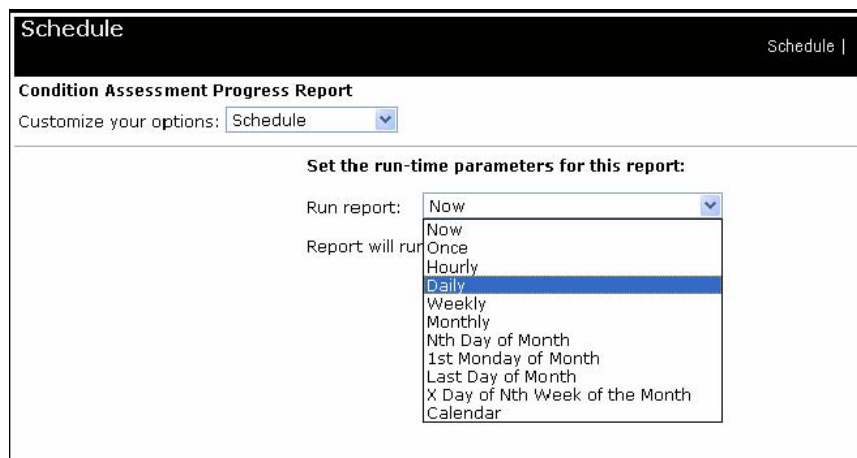 Schedule
Schedule |
Condition Assessment Progress Report
Customize your options: Schedule
Set the run-time parameters for this report:
Run report: Now
Report will run
Now
Once
Hourly
Daily
Weekly
Monthly
Nth Day of Month
1st Monday of Month
Last Day of Month
X Day of Nth Week of the Month
Calendar